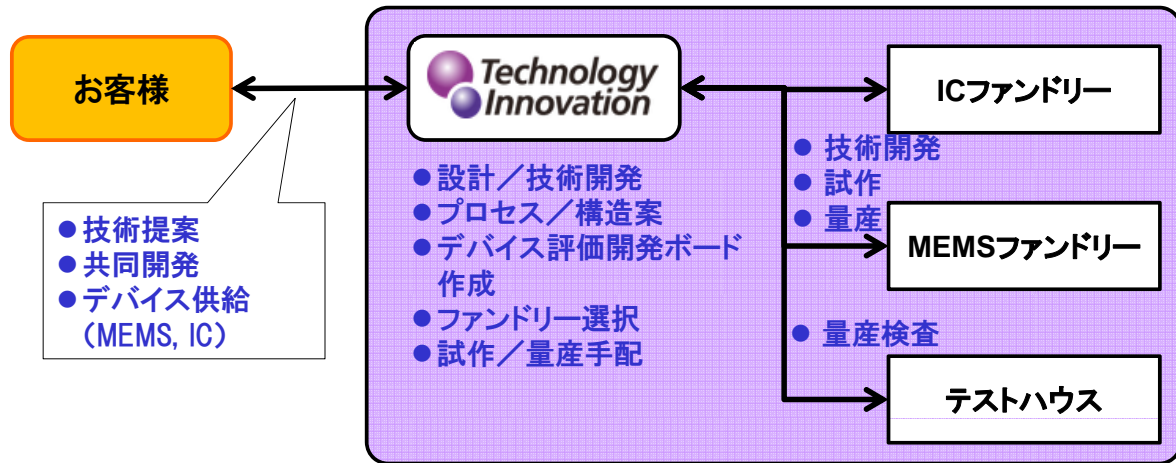 お客様
● 技術提案
● 共同開発
● デバイス供給
(MEMS, IC)
Technology
Innovation
● 設計／技術開発
● プロセス／構造案
● デバイス評価開発ボード
作成
● ファンドリー選択
● 試作／量産手配
● 技術開発
● 試作
● 量産
● 量産検査
ICファンドリー
MEMSファンドリー
テストハウス